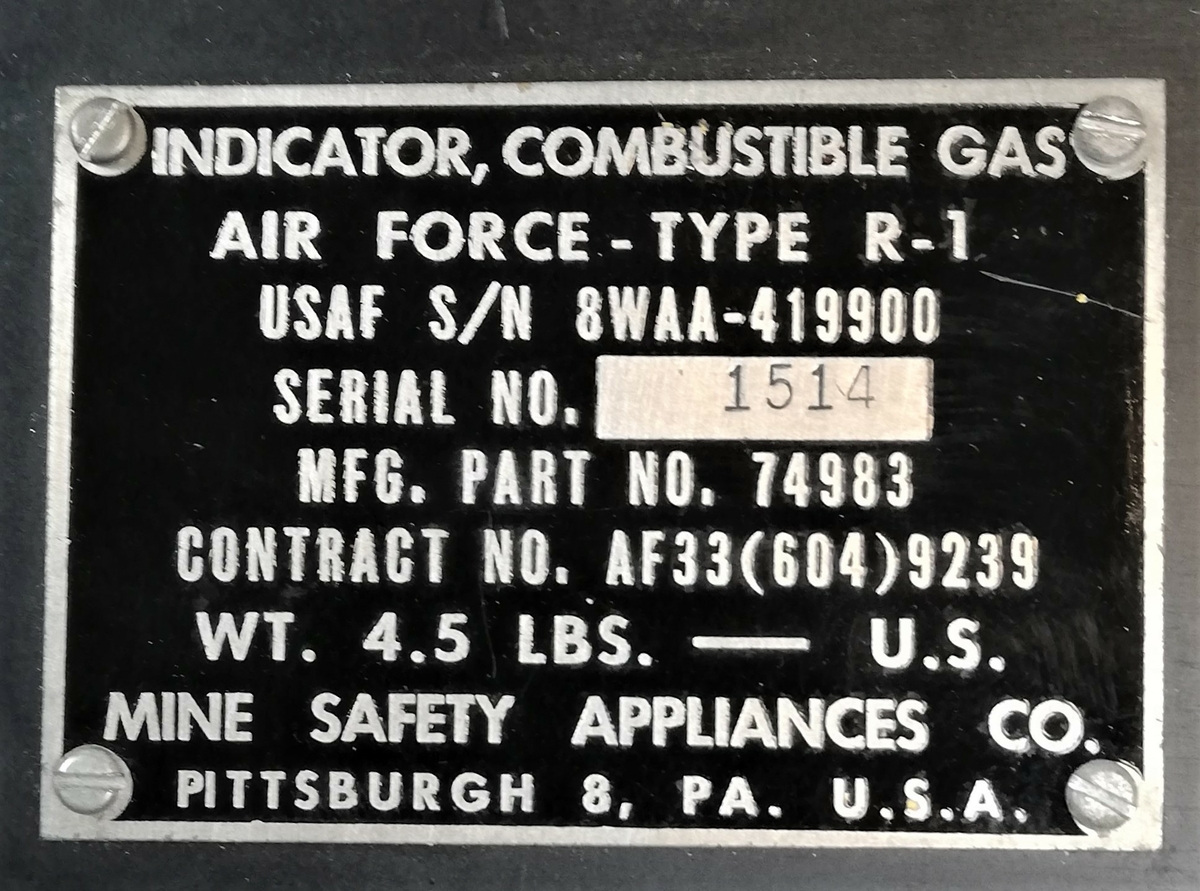 INDICATOR, COMBUSTIBLE GAS
AIR FORCE - TYPE R-1
USAF S/N 8WAA-419900
SERIAL NO. 1514
MFG. PART NO. 74983
CONTRACT NO. AF33(604)9239
WT. 4.5 LBS. — U.S.
MINE SAFETY APPLIANCES CO.
PITTSBURGH 8, PA. U.S.A.